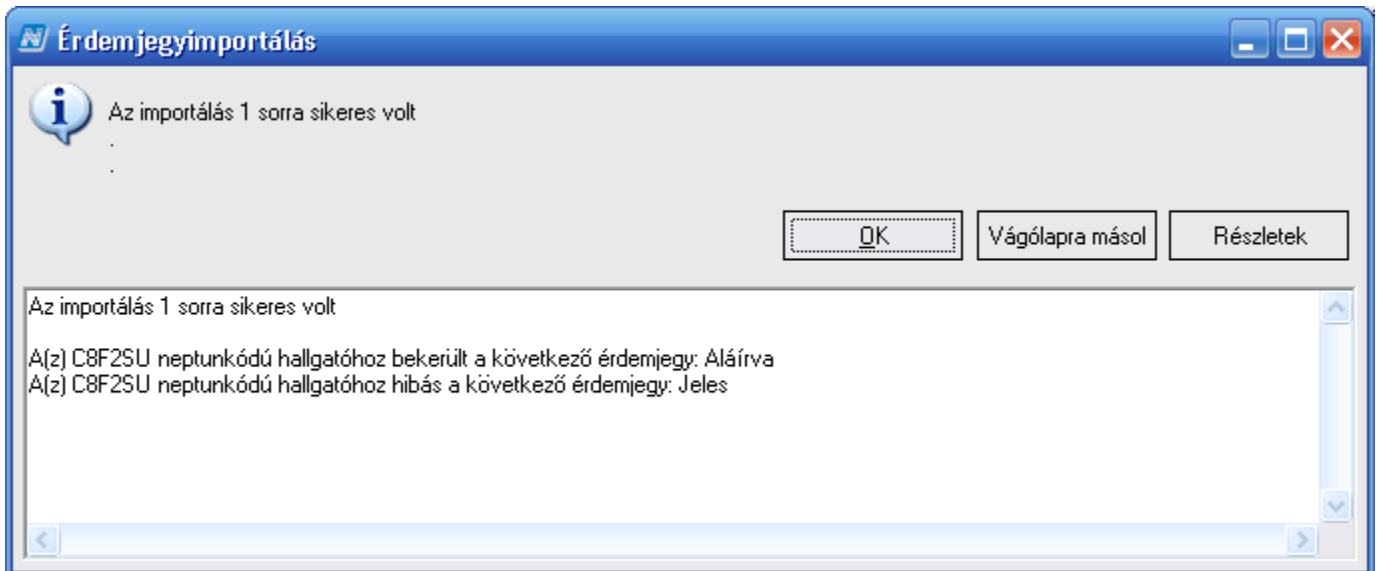 Érdemjegyimportálás
Az importálás 1 sorra sikeres volt
.
.
OK
Vágólapra másol
Részletek
Az importálás 1 sorra sikeres volt
A(z) C8F2SU neptunkódú hallgatóhoz bekerült a következő érdemjegy: Aláírva
A(z) C8F2SU neptunkódú hallgatóhoz hibás a következő érdemjegy: Jeles